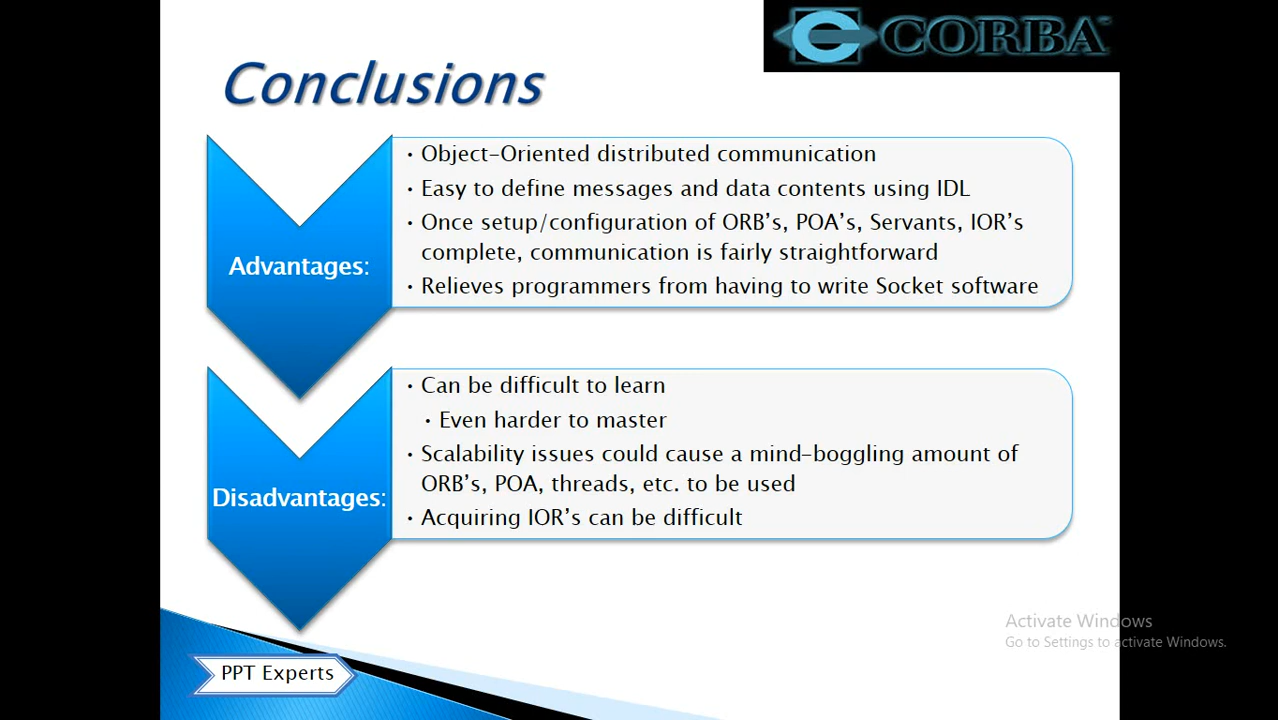 CORBA™
Conclusions
Advantages:
• Object-Oriented distributed communication
• Easy to define messages and data contents using IDL
• Once setup/configuration of ORB’s, POA’s, Servants, IOR’s
complete, communication is fairly straightforward
• Relieves programmers from having to write Socket software
Disadvantages:
• Can be difficult to learn
• Even harder to master
• Scalability issues could cause a mind-boggling amount of
ORB’s, POA, threads, etc. to be used
• Acquiring IOR’s can be difficult
Activate Windows
Go to Settings to activate Windows.
PPT Experts